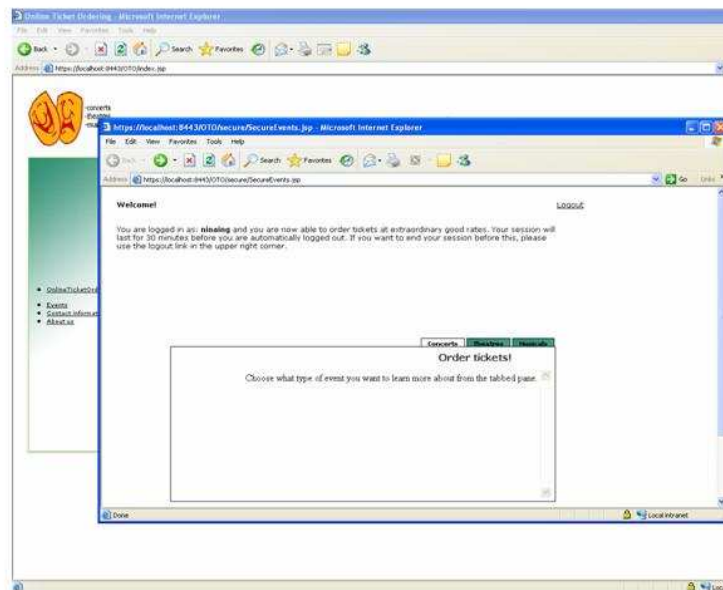 Online Ticket Ordering - Microsoft Internet Explorer
File Edit View Favorites Tools Help
Back Search Favorites
Address https://localhost:8443/OTO/index.jsp
-concerts
https://localhost:8443/OTO/secure/SecureEvents.jsp - Microsoft Internet Explorer
File Edit View Favorites Tools Help
Back Search Favorites
Address https://localhost:8443/OTO/secure/SecureEvents.jsp Go Links
Welcome! Logout
You are logged in as: ninaing and you are now able to order tickets at extraordinary good rates. Your session will
last for 30 minutes before you are automatically logged out. If you want to end your session before this, please
use the logout link in the upper right corner.
OnlineTicketOrd
Events
Contact informat
About us
Concerts Theatres Musicals
Order tickets!
Choose what type of event you want to learn more about from the tabbed pane.
Done Local intranet
Loc